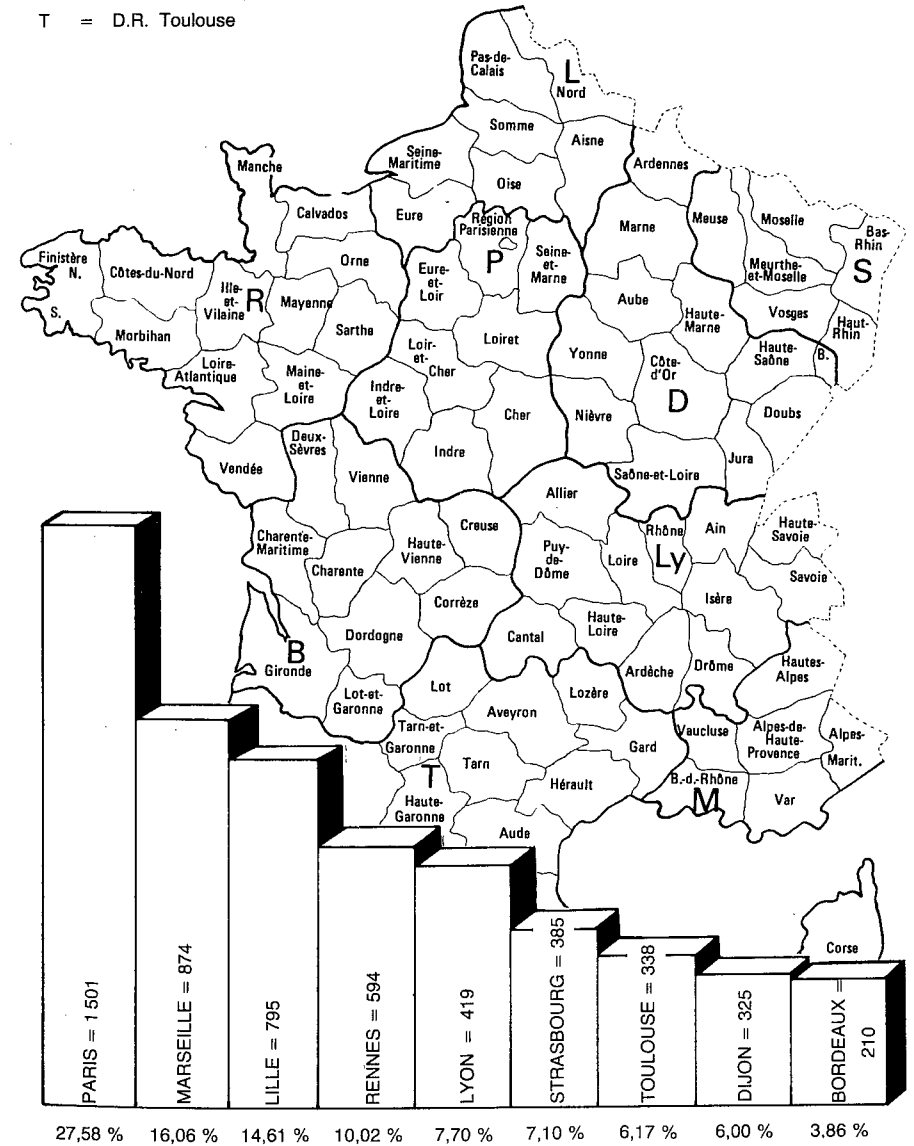 T = D.R. Toulouse
Pas-de-
Calais
L
Nord
Somme
Aisne
Seine-
Maritime
Manche
Oise
Ardennes
Calvados
Eure
Région
Parisienne
P
Seine-
et-
Marne
Marne
Meuse
Moselle
Bas-
Rhin
Meurthe-
et-Moselle
S
Finistère
N.
S.
Côtes-du-Nord
Ille-
et-
Vilaine
R
Orne
Mayenne
Eure-
et-
Loir
Aube
Haute-
Marne
Vosges
Haut-
Rhin
Morbihan
Sarthe
Loiret
Loir-
et-
Cher
Yonne
Côte-
d'Or
Haute-
Saône
B.
Loire-
Atlantique
Maine-
et-
Loire
Indre-
et-
Loire
Cher
Nièvre
D
Doubs
Vendée
Deux-
Sèvres
Vienne
Indre
Jura
Saône-et-Loire
Allier
Charente-
Maritime
Charente
Haute-
Vienne
Creuse
Puy-
de-
Dôme
Loire
Rhône
Ly
Ain
Haute-
Savoie
Savoie
Isère
Corrèze
Dordogne
Cantal
Haute-
Loire
B
Gironde
Lot-et-
Garonne
Lot
Aveyron
Lozère
Ardèche
Drôme
Hautes-
Alpes
Tarn-et-
Garonne
Tarn
Gard
Vaucluse
Alpes-de-
Haute-
Provence
Alpes-
Marit.
T
Haute-
Garonne
Hérault
B.-d.-Rhône
M
Var
Aude
Corse
PARIS = 1 501
MARSEILLE = 874
LILLE = 795
RENNES = 594
LYON = 419
STRASBOURG = 385
TOULOUSE = 338
DIJON = 325
BORDEAUX =
210
27,58 % 16,06 % 14,61 % 10,02 % 7,70 % 7,10 % 6,17 % 6,00 % 3,86 %